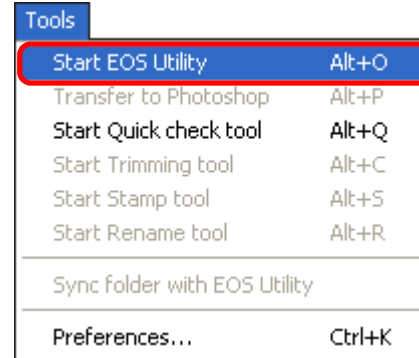 Tools
Start EOS Utility Alt+O
Transfer to Photoshop Alt+P
Start Quick check tool Alt+Q
Start Trimming tool Alt+C
Start Stamp tool Alt+S
Start Rename tool Alt+R
Sync folder with EOS Utility
Preferences... Ctrl+K